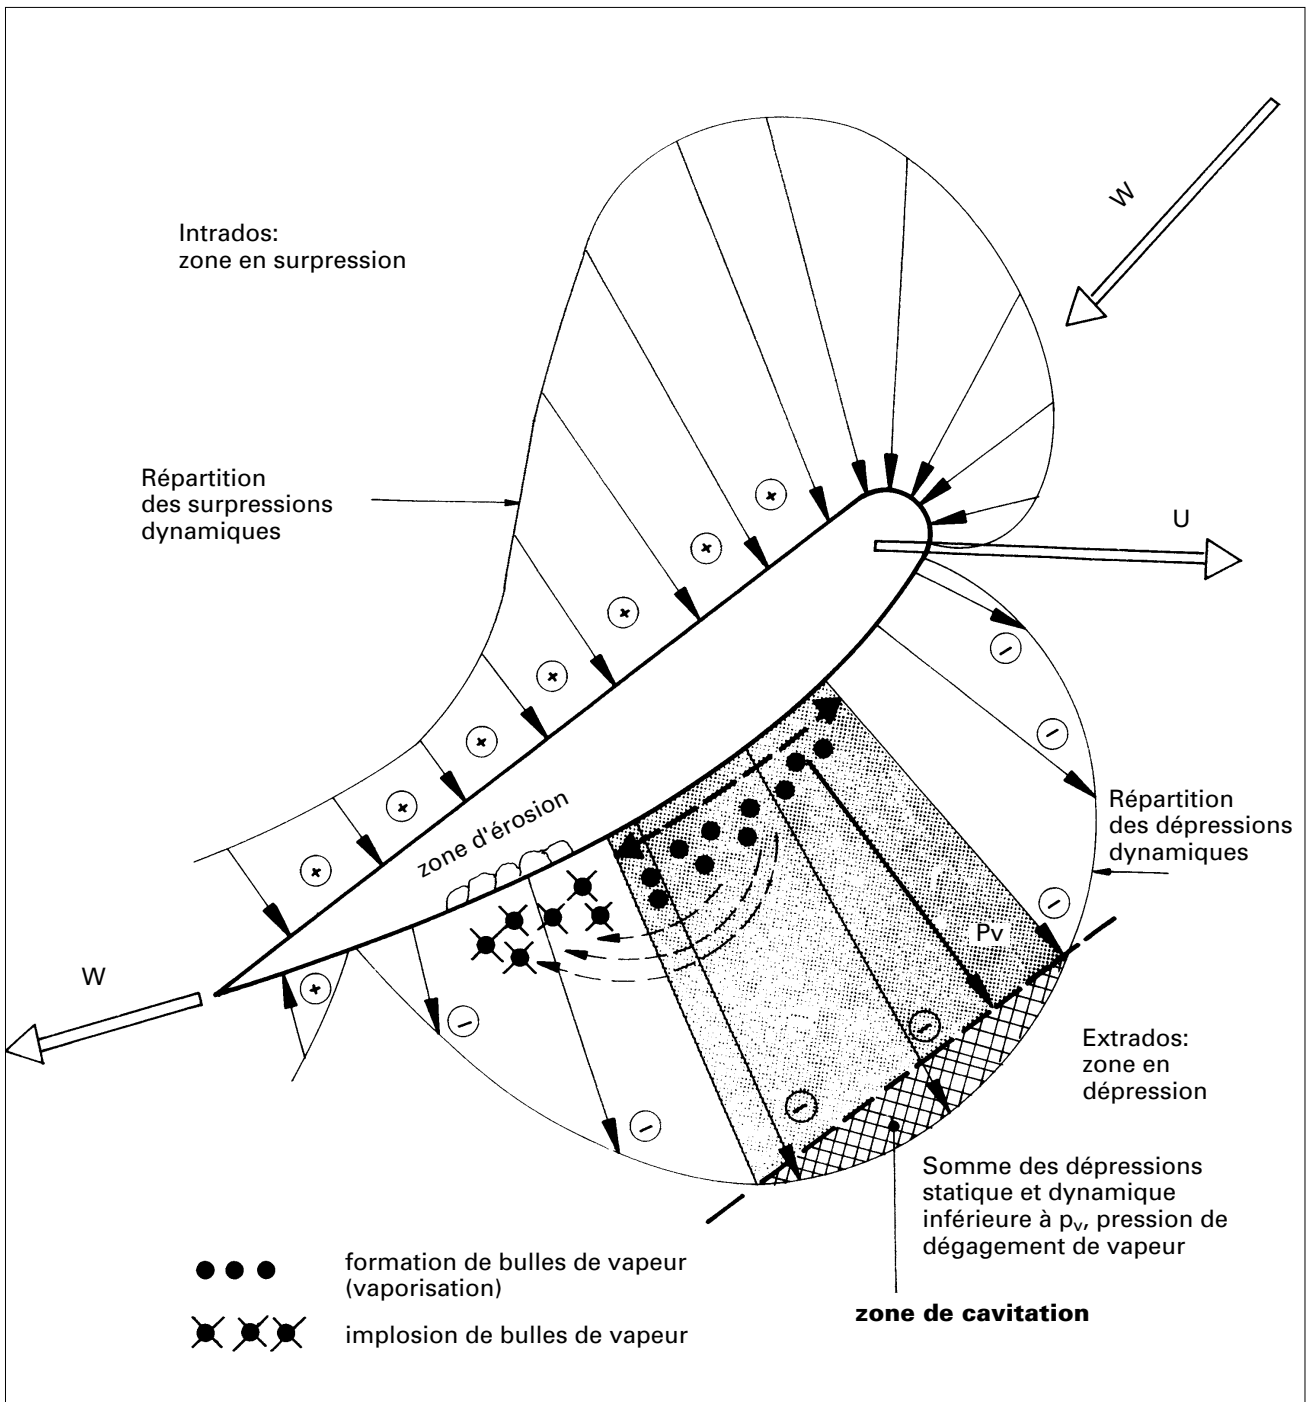 W
Intrados:
zone en surpression
Répartition
des surpressions
dynamiques
U
zone d'érosion
Répartition
des dépressions
dynamiques
Pv
W
Extrados:
zone en
dépression
Somme des dépressions
statique et dynamique
inférieure à pv, pression de
dégagement de vapeur
zone de cavitation
formation de bulles de vapeur
(vaporisation)
implosion de bulles de vapeur